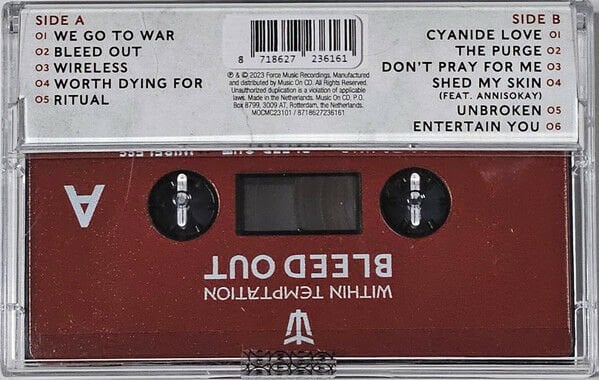 SIDE A
01 WE GO TO WAR
02 BLEED OUT
03 WIRELESS
04 WORTH DYING FOR
05 RITUAL
8 718627 236161
℗ & © 2023 Force Music Recordings. Manufactured
and distributed by Music On CD. All Rights Reserved.
Unauthorized duplication is a violation of applicable
laws. Made in the Netherlands. Music On CD, P.O.
Box 8799, 3009 AT, Rotterdam, the Netherlands.
MOCMC23101 / 8718627236161
SIDE B
CYANIDE LOVE 01
THE PURGE 02
DON'T PRAY FOR ME 03
SHED MY SKIN 04
(FEAT. ANNISOKAY)
UNBROKEN 05
ENTERTAIN YOU 06
A
BLEED OUT
WITHIN TEMPTATION